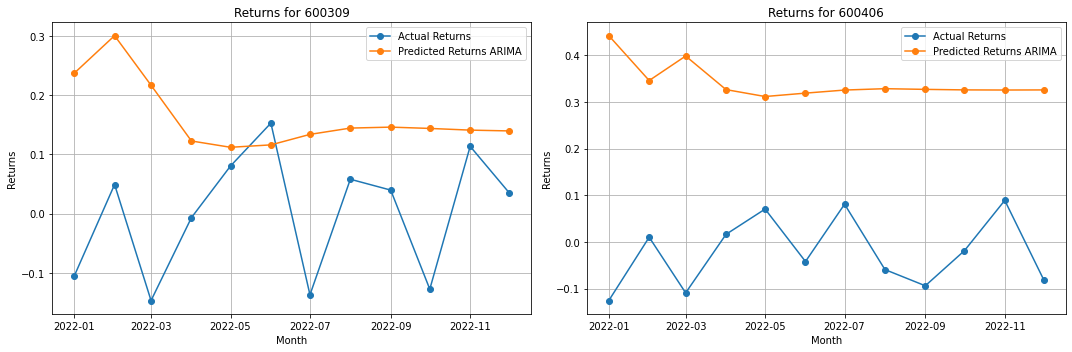 Returns for 600309
Actual Returns
Predicted Returns ARIMA
0.3
0.2
0.1
0.0
−0.1
Returns
2022-01 2022-03 2022-05 2022-07 2022-09 2022-11
Month
Returns for 600406
Actual Returns
Predicted Returns ARIMA
0.4
0.3
0.2
0.1
0.0
−0.1
Returns
2022-01 2022-03 2022-05 2022-07 2022-09 2022-11
Month